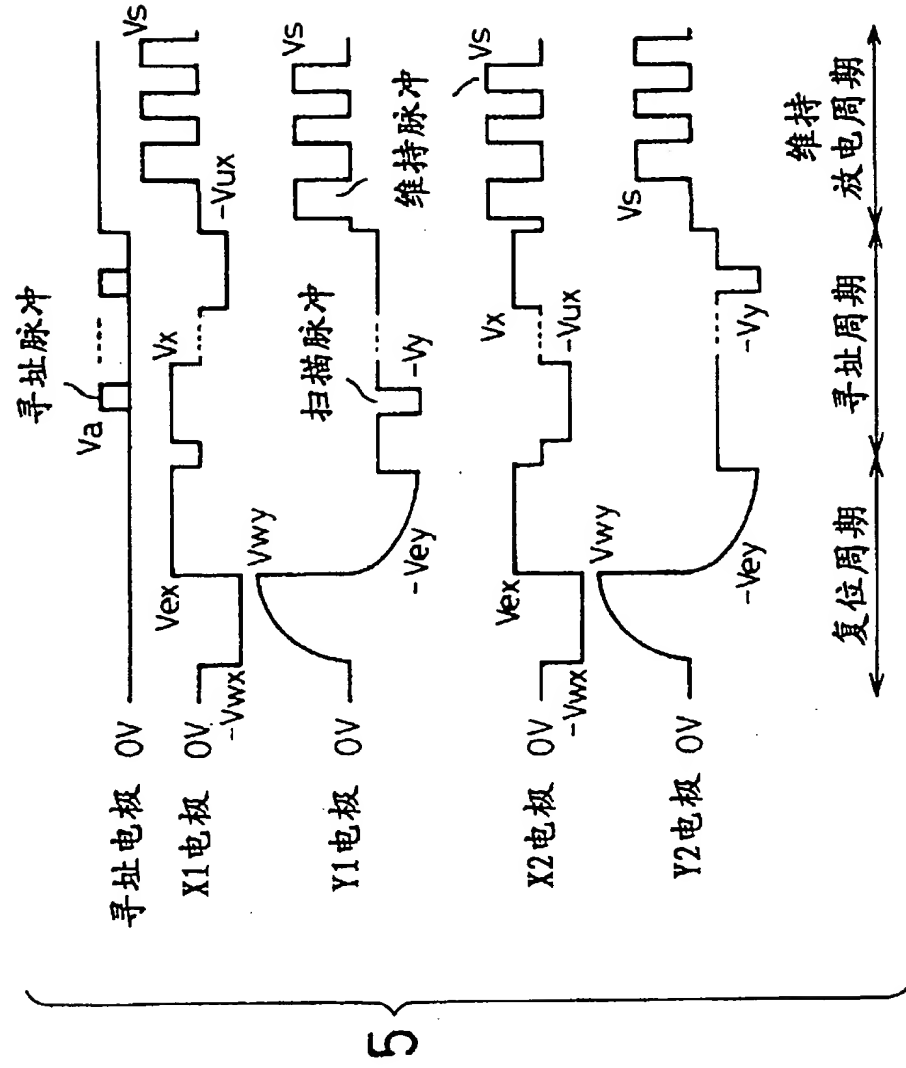 寻址脉冲
Va
寻址电极 0V
X1电极 0V
-Vwx
Vex
Vx
-Vux
Vs
Y1电极 0V
Vwy
-Vey
扫描脉冲
-Vy
维持脉冲
Vs
X2电极 0V
-Vwx
Vex
Vx
-Vux
Vs
Y2电极 0V
Vwy
-Vey
-Vy
Vs
复位周期
寻址周期
维持
放电周期
5